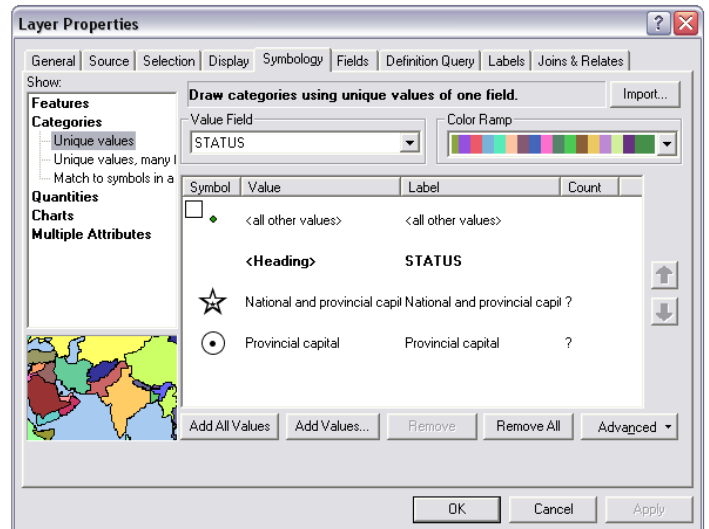 Layer Properties
General Source Selection Display Symbology Fields Definition Query Labels Joins & Relates
Show:
Features
Categories
Unique values
Unique values, many f
Match to symbols in a
Quantities
Charts
Multiple Attributes
Draw categories using unique values of one field.
Import...
Value Field
STATUS
Color Ramp
Symbol Value Label Count
<all other values> <all other values>
<Heading> STATUS
National and provincial capit National and provincial capit ?
Provincial capital Provincial capital ?
Add All Values Add Values... Remove Remove All Advanced
OK Cancel Apply